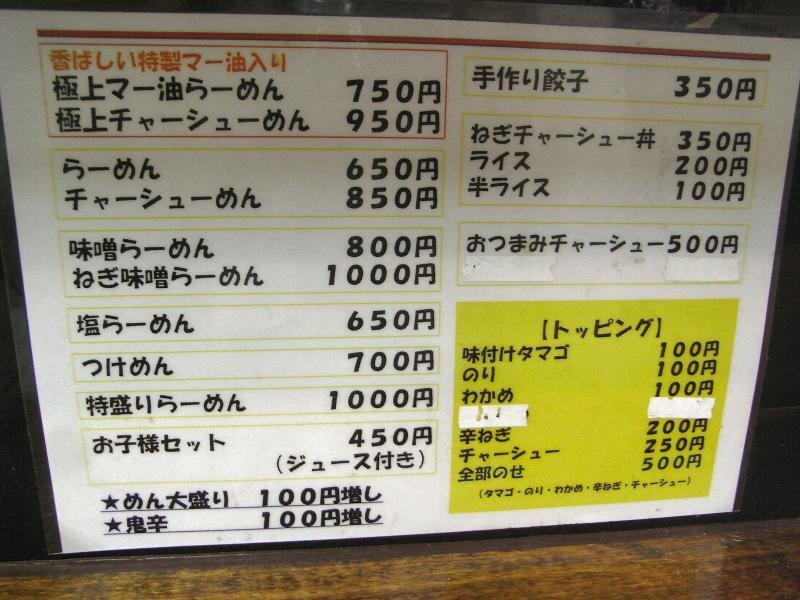 香ばしい特製マー油入り
極上マー油らーめん 750円
極上チャーシューめん 950円
らーめん 650円
チャーシューめん 850円
味噌らーめん 800円
ねぎ味噌らーめん 1000円
塩らーめん 650円
つけめん 700円
特盛りらーめん 1000円
お子様セット 450円
(ジュース付き)
★めん大盛り 100円増し
★鬼辛 100円増し
手作り餃子 350円
ねぎチャーシュー丼 350円
ライス 200円
半ライス 100円
おつまみチャーシュー 500円
【トッピング】
味付けタマゴ 100円
のり 100円
わかめ 100円
辛ねぎ 200円
チャーシュー 250円
全部のせ 500円
(タマゴ・のり・わかめ・辛ねぎ・チャーシュー)